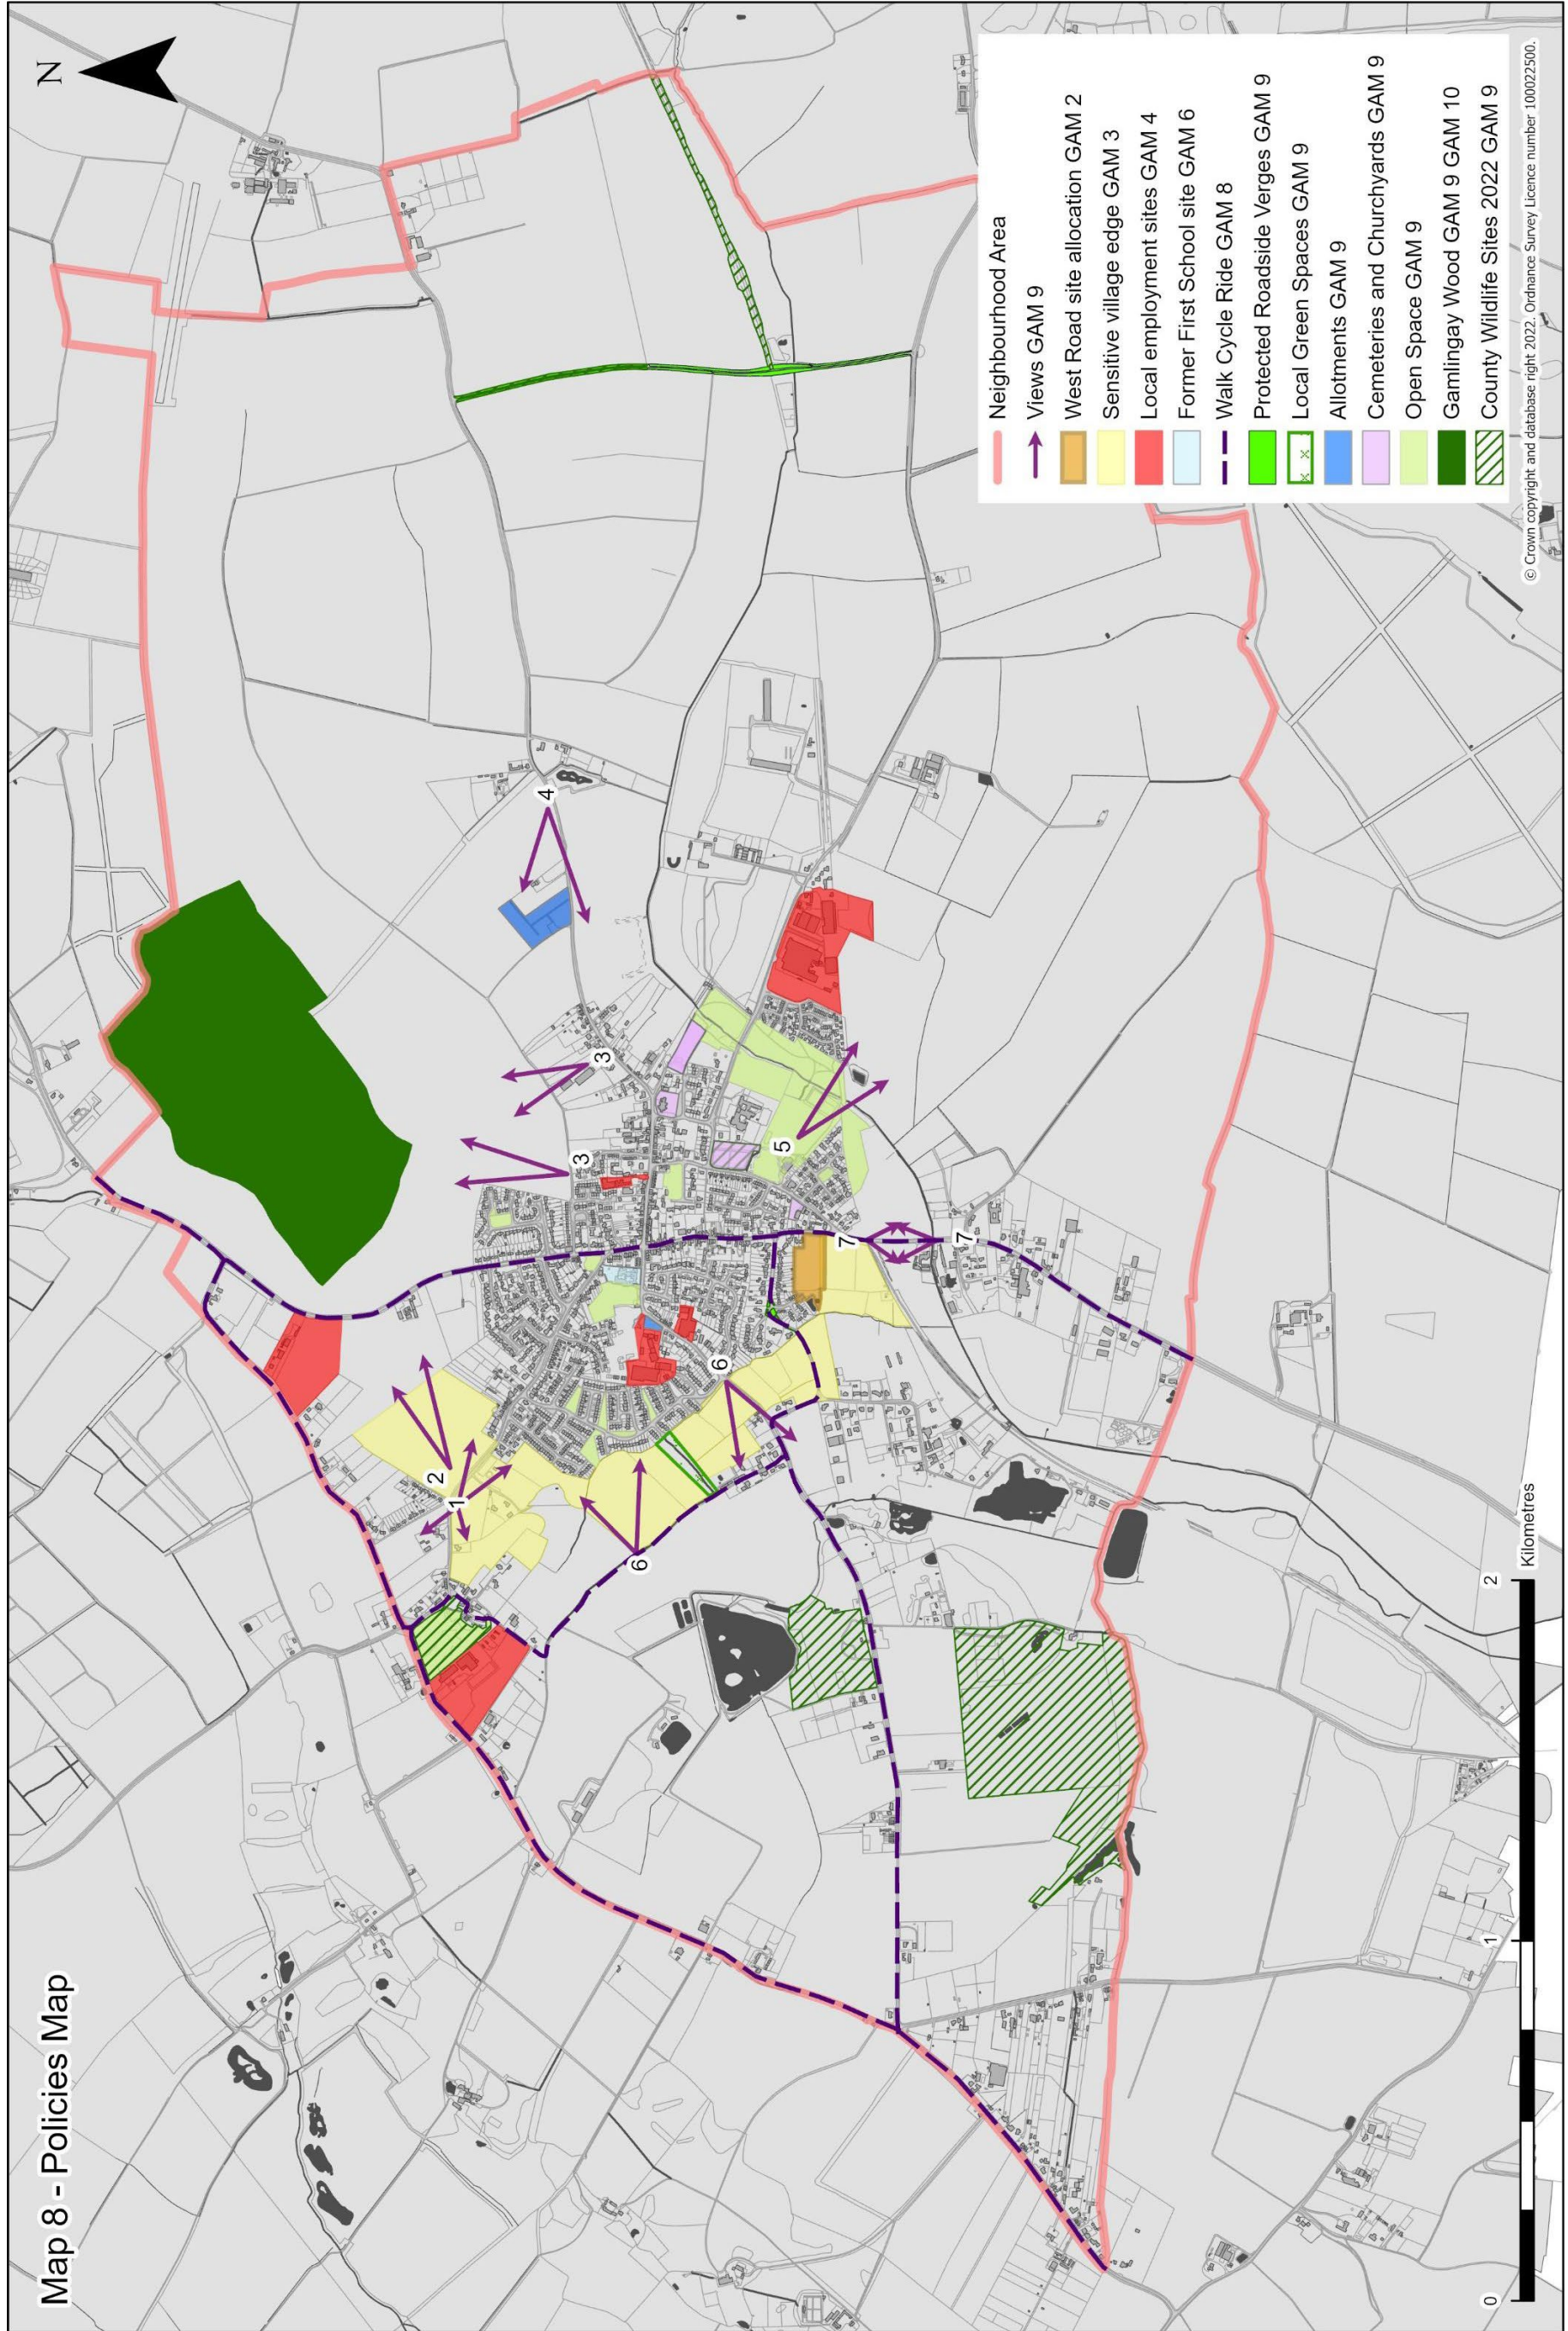 Map 8 - Policies Map
N
2
1
6
6
3
3
4
5
7
7
Neighbourhood Area
Views GAM 9
West Road site allocation GAM 2
Sensitive village edge GAM 3
Local employment sites GAM 4
Former First School site GAM 6
Walk Cycle Ride GAM 8
Protected Roadside Verges GAM 9
Local Green Spaces GAM 9
Allotments GAM 9
Cemeteries and Churchyards GAM 9
Open Space GAM 9
Gamlingay Wood GAM 9 GAM 10
County Wildlife Sites 2022 GAM 9
0 1 2
Kilometres
© Crown copyright and database right 2022. Ordnance Survey Licence number 100022500.